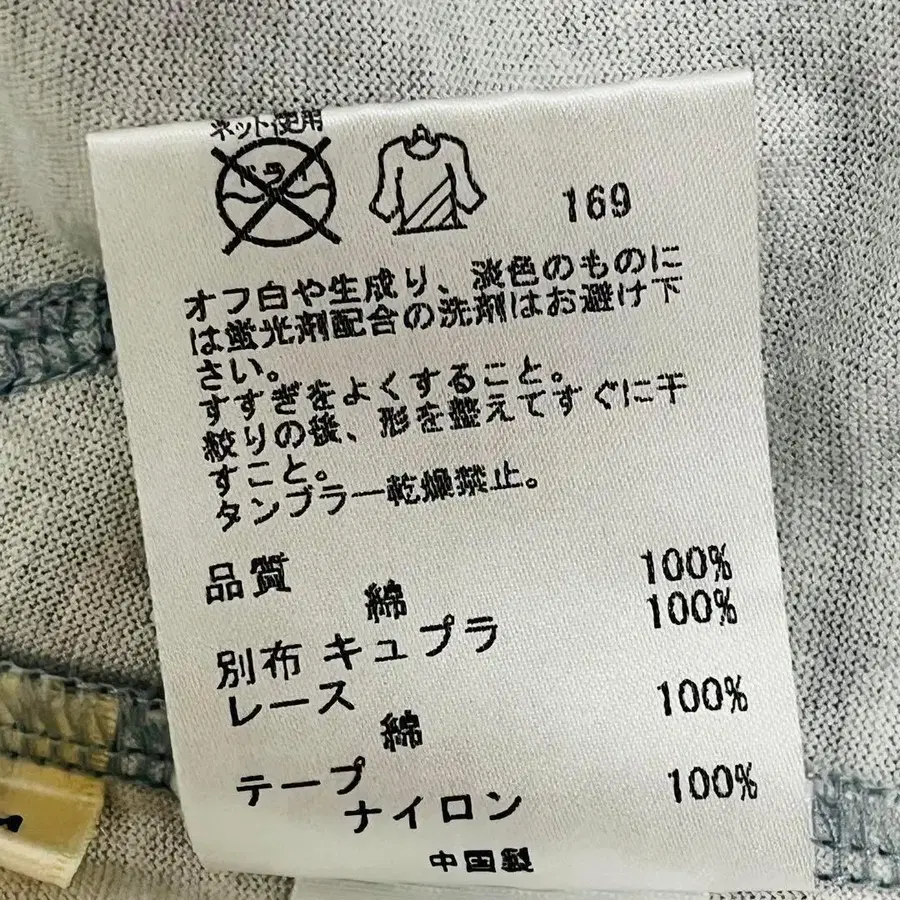 ネット使用
ドライ
169
オフ白や生成り、淡色のものに
は蛍光剤配合の洗剤はお避け下
さい。
すすぎをよくすること。
絞りの後、形を整えてすぐに干
すこと。
タンブラー乾燥禁止。
品質
綿 100%
別布 キュプラ 100%
レース
綿 100%
テープ
ナイロン 100%
中国製